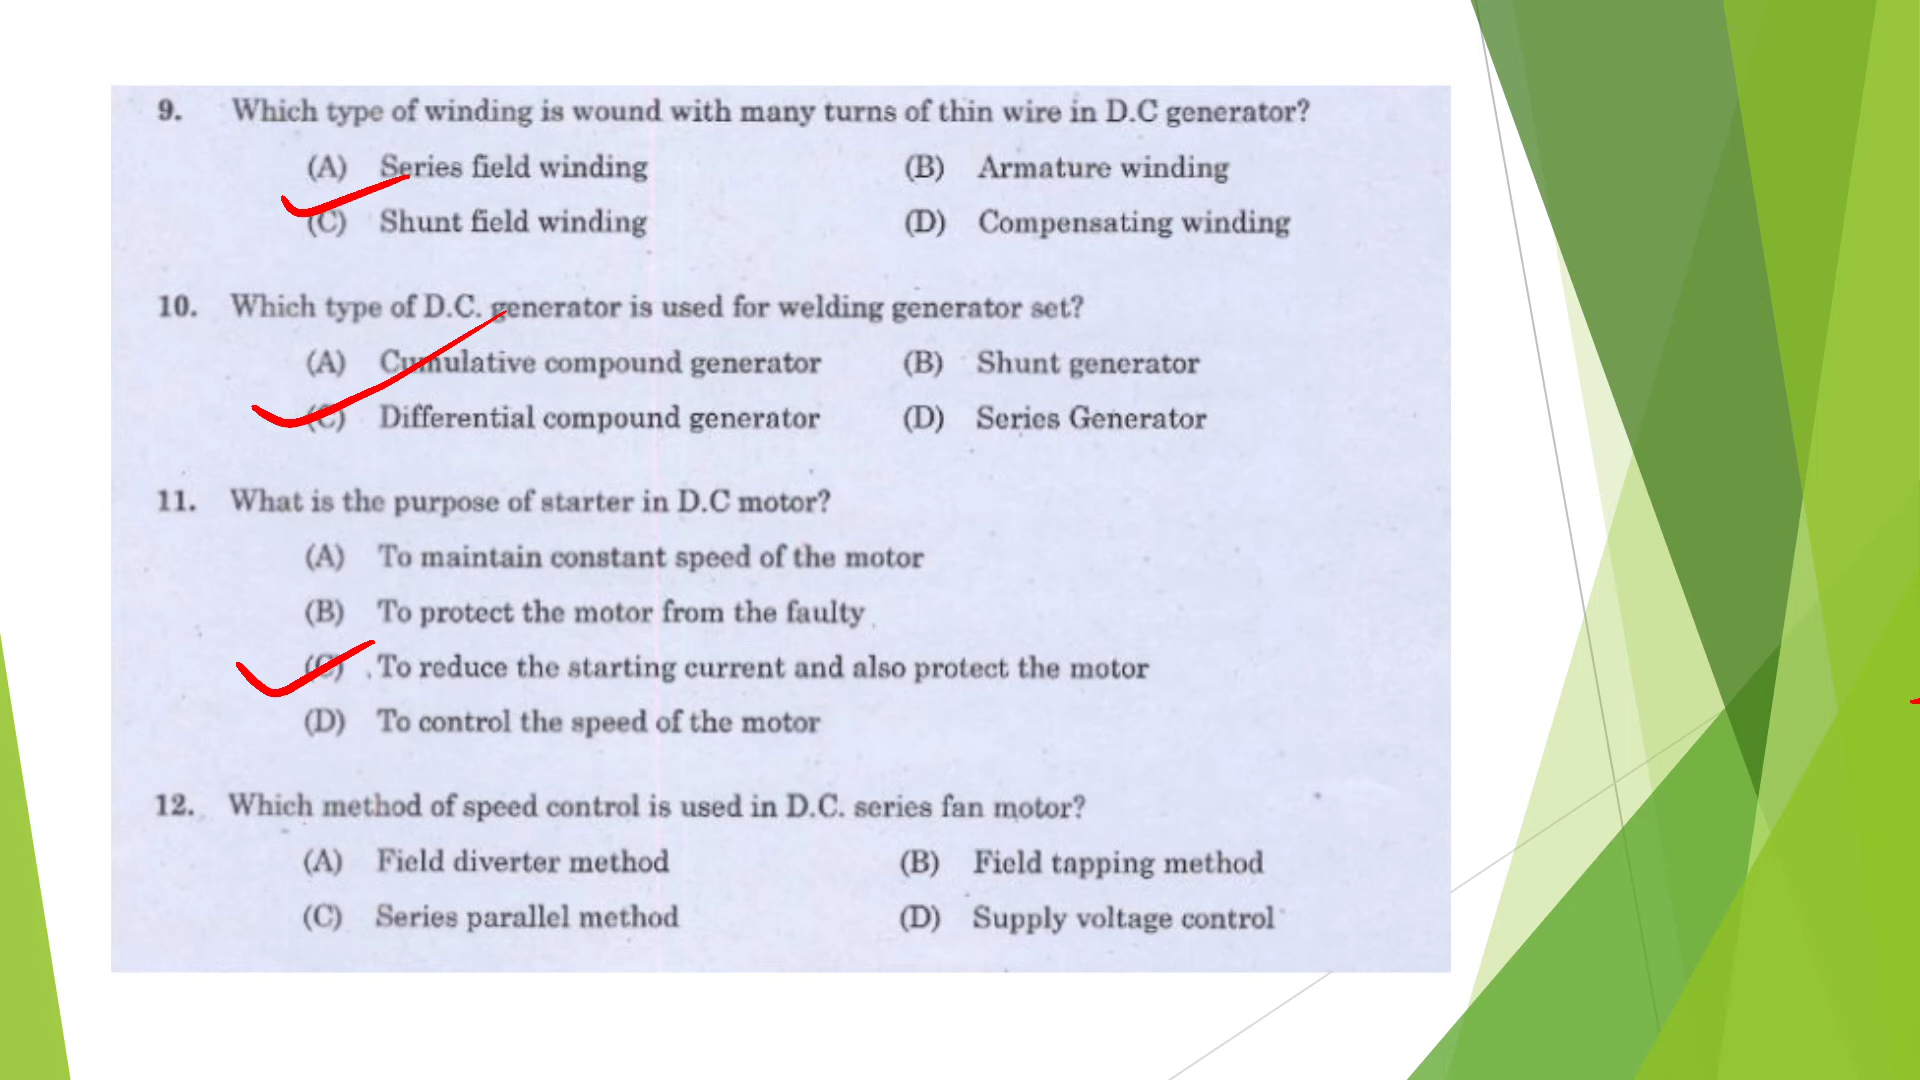 9. Which type of winding is wound with many turns of thin wire in D.C generator?
(A) Series field winding (B) Armature winding
(C) Shunt field winding (D) Compensating winding
10. Which type of D.C. generator is used for welding generator set?
(A) Cumulative compound generator (B) Shunt generator
(C) Differential compound generator (D) Series Generator
11. What is the purpose of starter in D.C motor?
(A) To maintain constant speed of the motor
(B) To protect the motor from the faulty
(C) To reduce the starting current and also protect the motor
(D) To control the speed of the motor
12. Which method of speed control is used in D.C. series fan motor?
(A) Field diverter method (B) Field tapping method
(C) Series parallel method (D) Supply voltage control